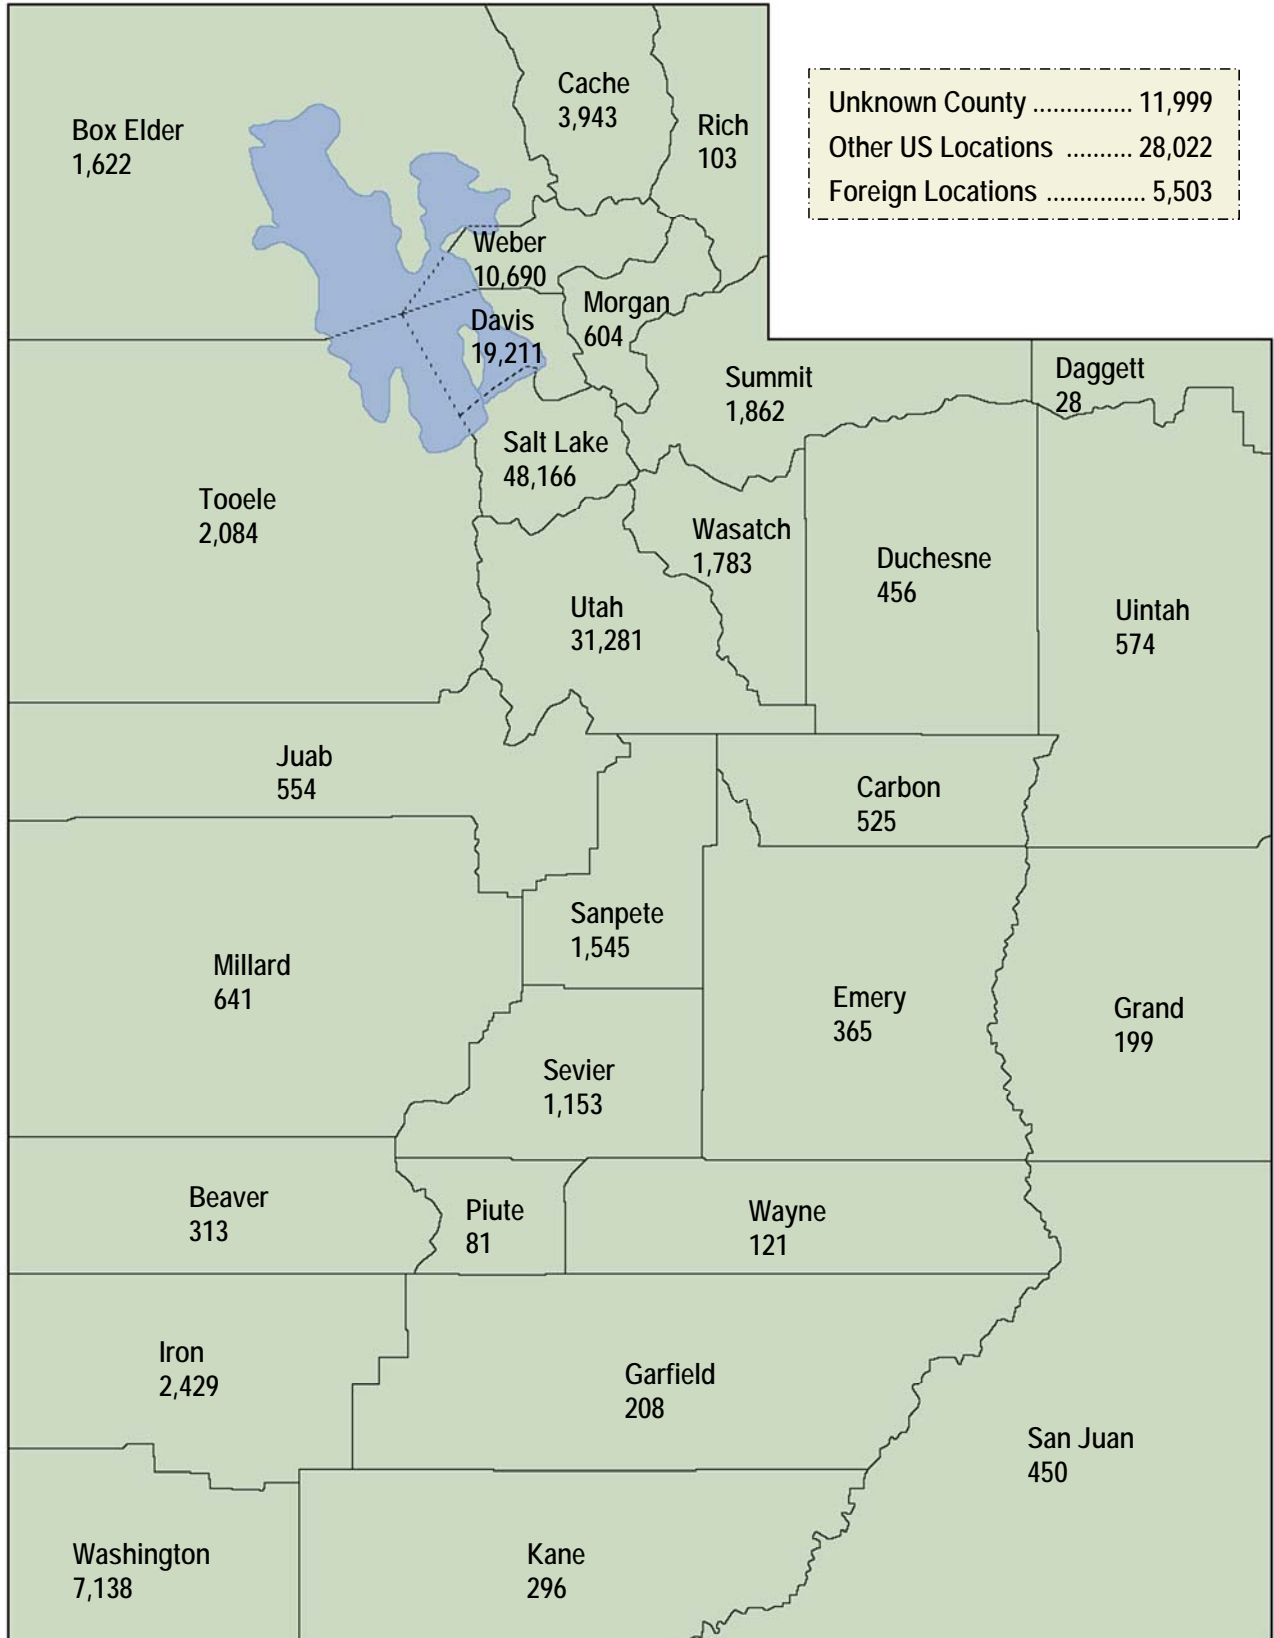 Cache
3,943
Rich
103
Box Elder
1,622
Unknown County ............... 11,999
Other US Locations .......... 28,022
Foreign Locations ............... 5,503
Weber
10,690
Morgan
604
Davis
19,211
Summit
1,862
Daggett
28
Salt Lake
48,166
Tooele
2,084
Wasatch
1,783
Duchesne
456
Utah
31,281
Uintah
574
Juab
554
Carbon
525
Sanpete
1,545
Millard
641
Emery
365
Grand
199
Sevier
1,153
Beaver
313
Piute
81
Wayne
121
Iron
2,429
Garfield
208
San Juan
450
Washington
7,138
Kane
296